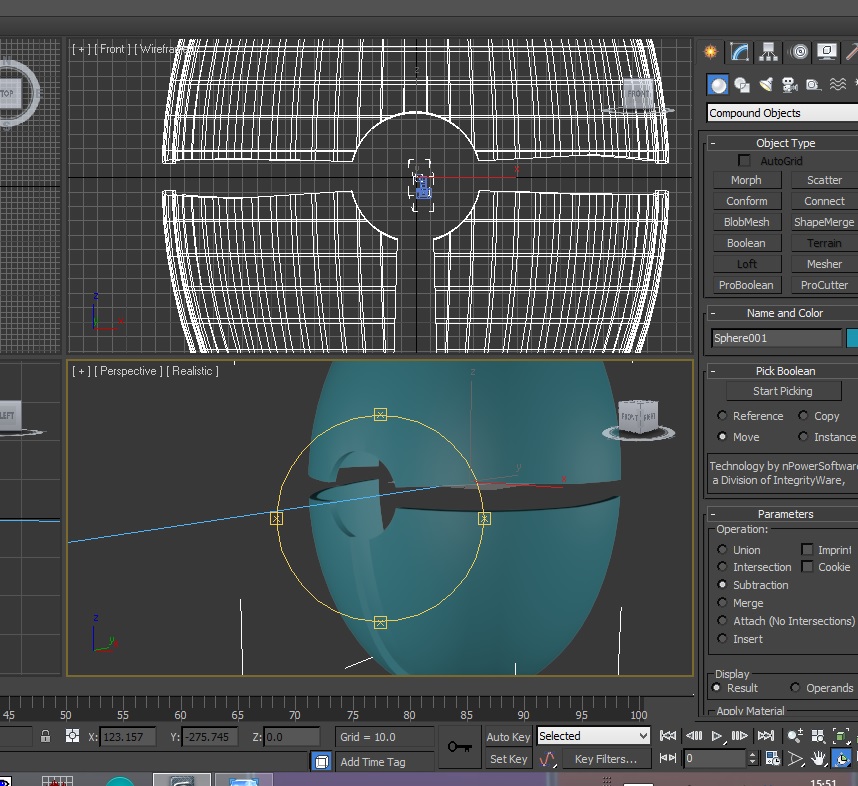 [ + ] [ Front ] [ Wireframe
TOP
FRONT
Compound Objects
- Object Type
AutoGrid
Morph Scatter
Conform Connect
BlobMesh ShapeMerge
Boolean Terrain
Loft Mesher
ProBoolean ProCutter
- Name and Color
Sphere001
- Pick Boolean
Start Picking
Reference Copy
Move Instance
Technology by nPowerSoftware
a Division of IntegrityWare,
- Parameters
Operation:
Union Imprint
Intersection Cookie
Subtraction
Merge
Attach (No Intersections)
Insert
Display
Result Operands
Apply Material
z
x
[ + ] [ Perspective ] [ Realistic ]
LEFT
FRONT
z
y
x
z
y
45 50 55 60 65 70 75 80 85 90 95 100
X: 123.157 Y: -275.745 Z: 0.0 Grid = 10.0 Auto Key Selected
Add Time Tag Set Key Key Filters... 0
15:51